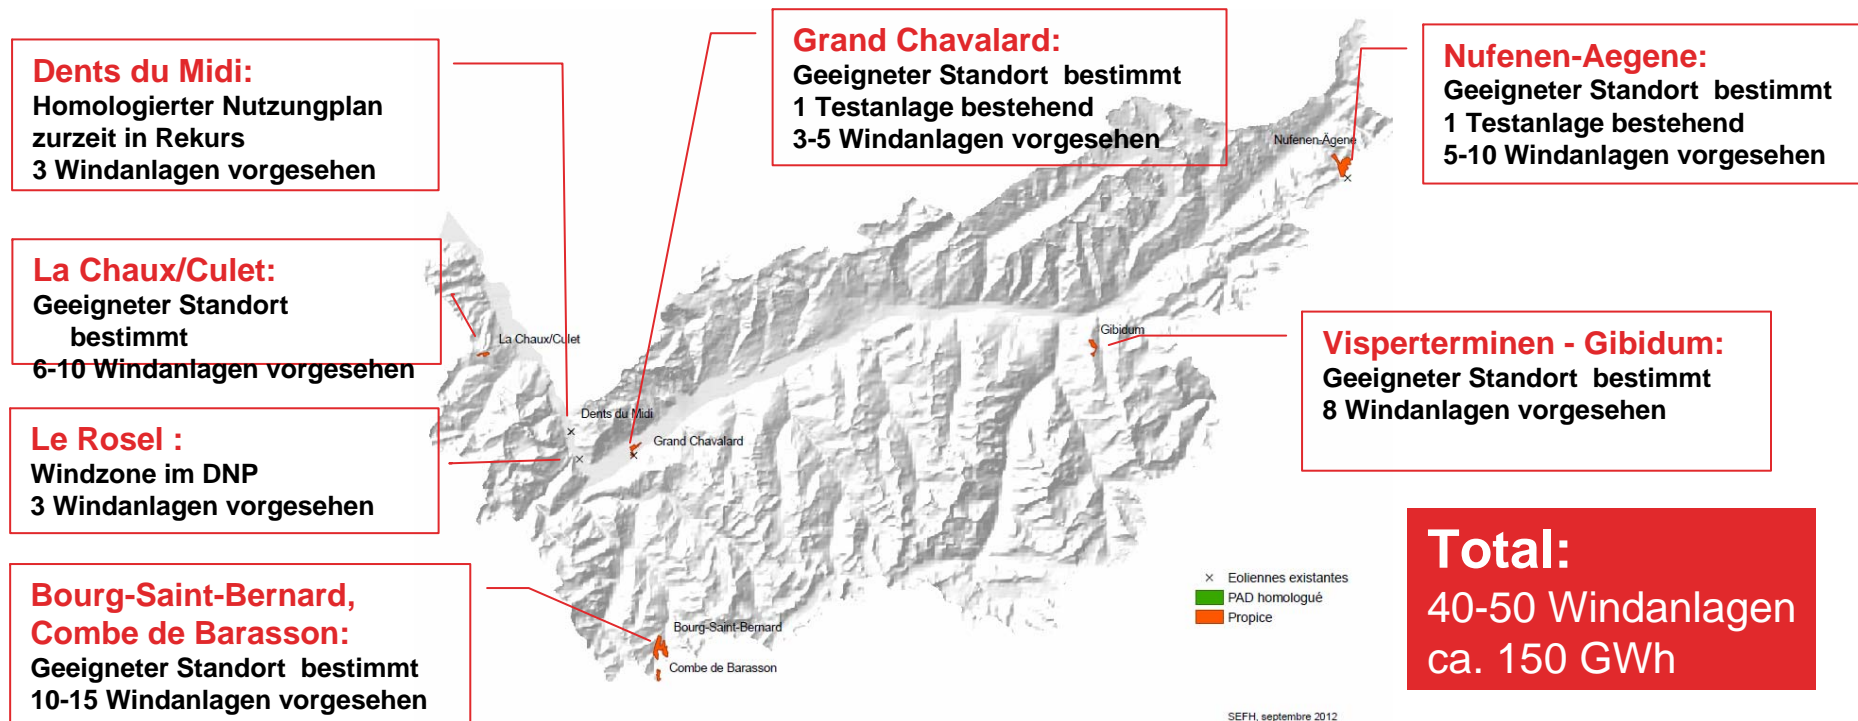 Dents du Midi:
Homologierter Nutzungplan
zurzeit in Rekurs
3 Windanlagen vorgesehen
Grand Chavalard:
Geeigneter Standort bestimmt
1 Testanlage bestehend
3-5 Windanlagen vorgesehen
Nufenen-Aegene:
Geeigneter Standort bestimmt
1 Testanlage bestehend
5-10 Windanlagen vorgesehen
La Chaux/Culet:
Geeigneter Standort
bestimmt
6-10 Windanlagen vorgesehen
Le Rosel :
Windzone im DNP
3 Windanlagen vorgesehen
Bourg-Saint-Bernard,
Combe de Barasson:
Geeigneter Standort bestimmt
10-15 Windanlagen vorgesehen
Nufenen-Ägene
La Chaux/Culet
Gibidum
Dents du Midi
Grand Chavalard
Bourg-Saint-Bernard
Combe de Barasson
Visperterminen - Gibidum:
Geeigneter Standort bestimmt
8 Windanlagen vorgesehen
Eoliennes existantes
PAD homologué
Propice
Total:
40-50 Windanlagen
ca. 150 GWh
SEFH, septembre 2012